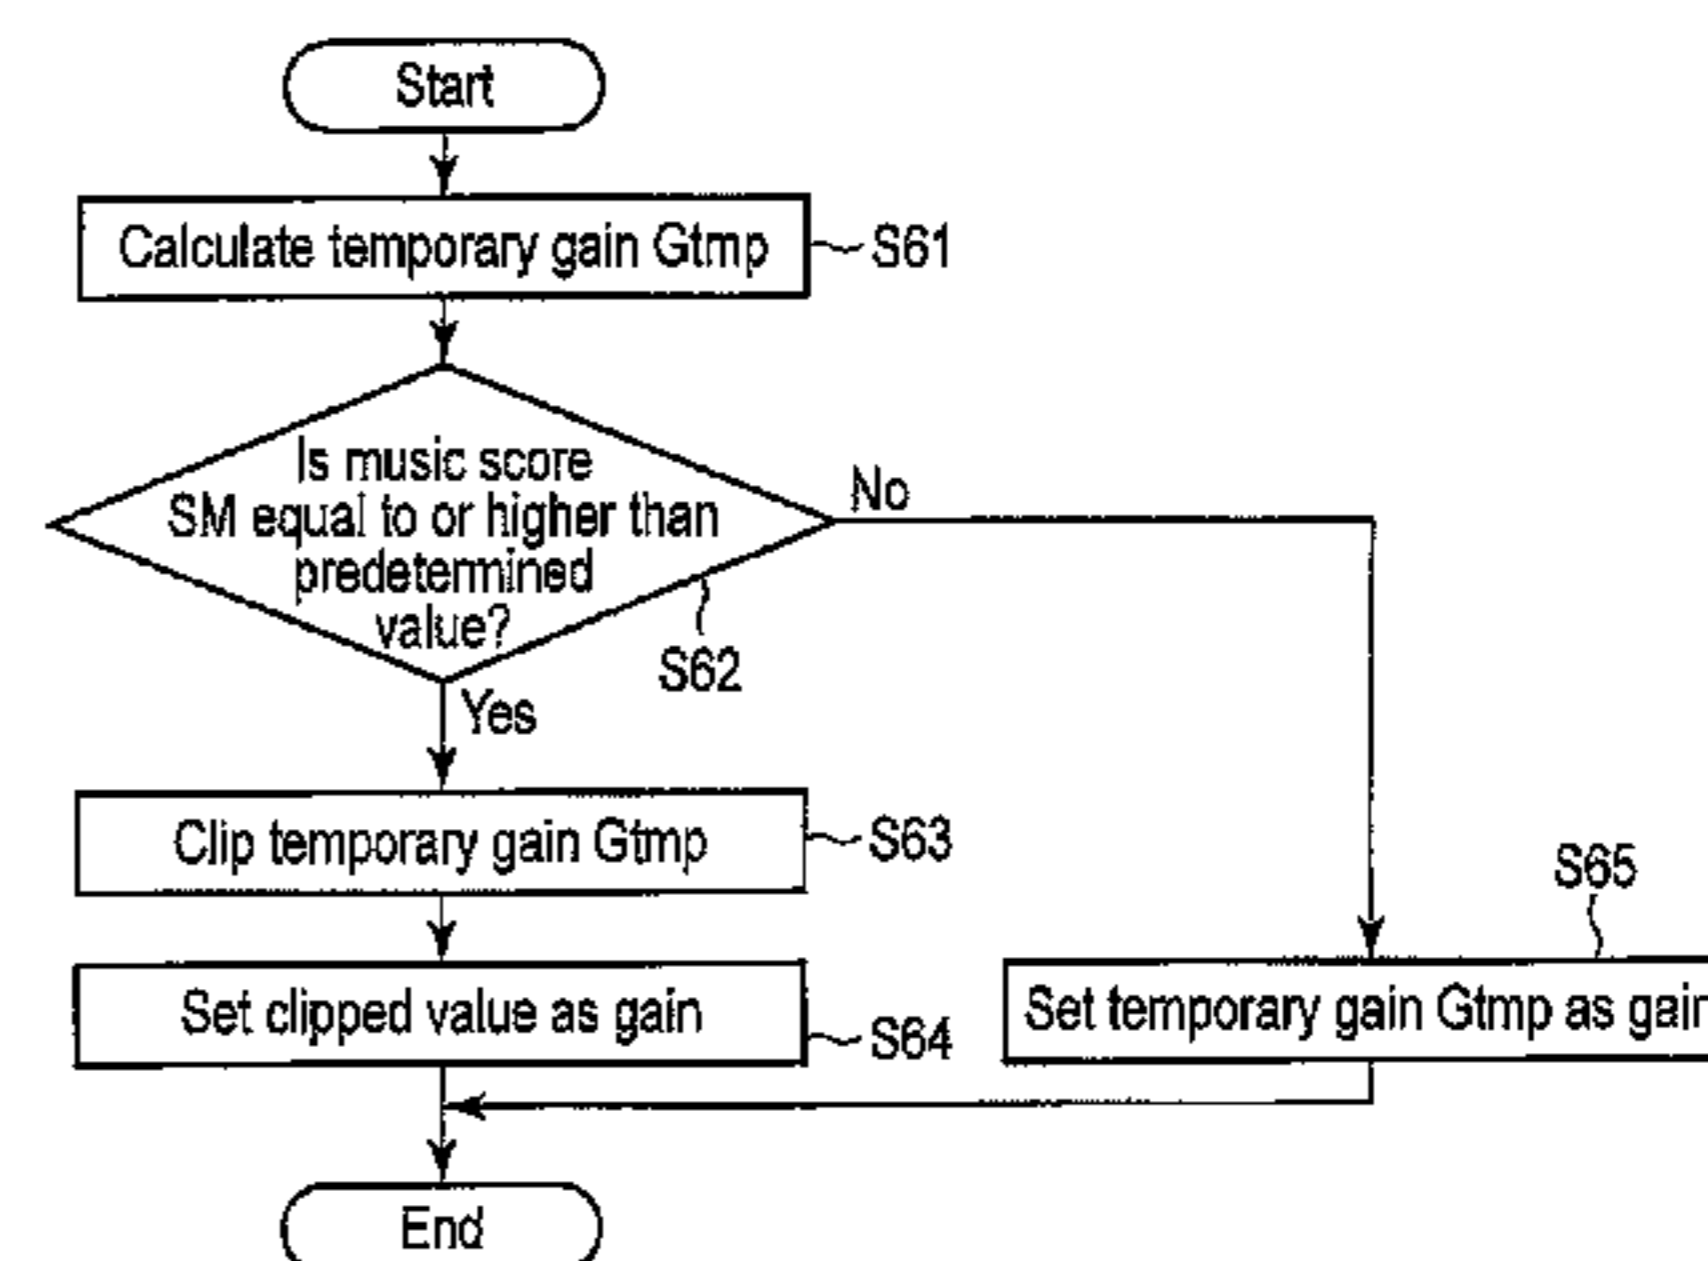 Start
Calculate temporary gain Gtmp
S61
Is music score
SM equal to or higher than
predetermined
value?
No
S62
Yes
Clip temporary gain Gtmp
S63
S65
Set clipped value as gain
S64
Set temporary gain Gtmp as gain
End